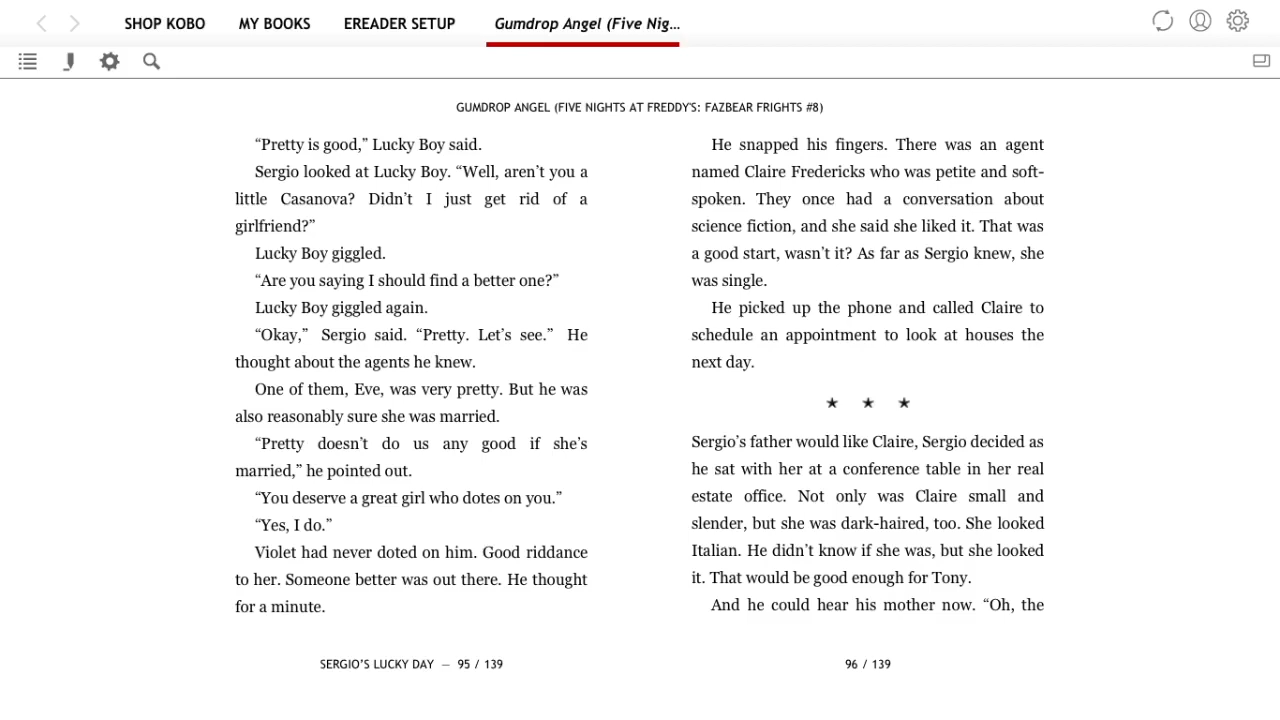 SHOP KOBO
MY BOOKS
EREADER SETUP
Gumdrop Angel (Five Nig...
GUMDROP ANGEL (FIVE NIGHTS AT FREDDY'S: FAZBEAR FRIGHTS #8)
“Pretty is good,” Lucky Boy said.
Sergio looked at Lucky Boy. “Well, aren’t you a
little Casanova? Didn’t I just get rid of a
girlfriend?”
Lucky Boy giggled.
“Are you saying I should find a better one?”
Lucky Boy giggled again.
“Okay,” Sergio said. “Pretty. Let’s see.” He
thought about the agents he knew.
One of them, Eve, was very pretty. But he was
also reasonably sure she was married.
“Pretty doesn’t do us any good if she’s
married,” he pointed out.
“You deserve a great girl who dotes on you.”
“Yes, I do.”
Violet had never doted on him. Good riddance
to her. Someone better was out there. He thought
for a minute.
SERGIO’S LUCKY DAY – 95 / 139
He snapped his fingers. There was an agent
named Claire Fredericks who was petite and soft-
spoken. They once had a conversation about
science fiction, and she said she liked it. That was
a good start, wasn’t it? As far as Sergio knew, she
was single.
He picked up the phone and called Claire to
schedule an appointment to look at houses the
next day.
★ ★ ★
Sergio’s father would like Claire, Sergio decided as
he sat with her at a conference table in her real
estate office. Not only was Claire small and
slender, but she was dark-haired, too. She looked
Italian. He didn’t know if she was, but she looked
it. That would be good enough for Tony.
And he could hear his mother now. “Oh, the
96 / 139